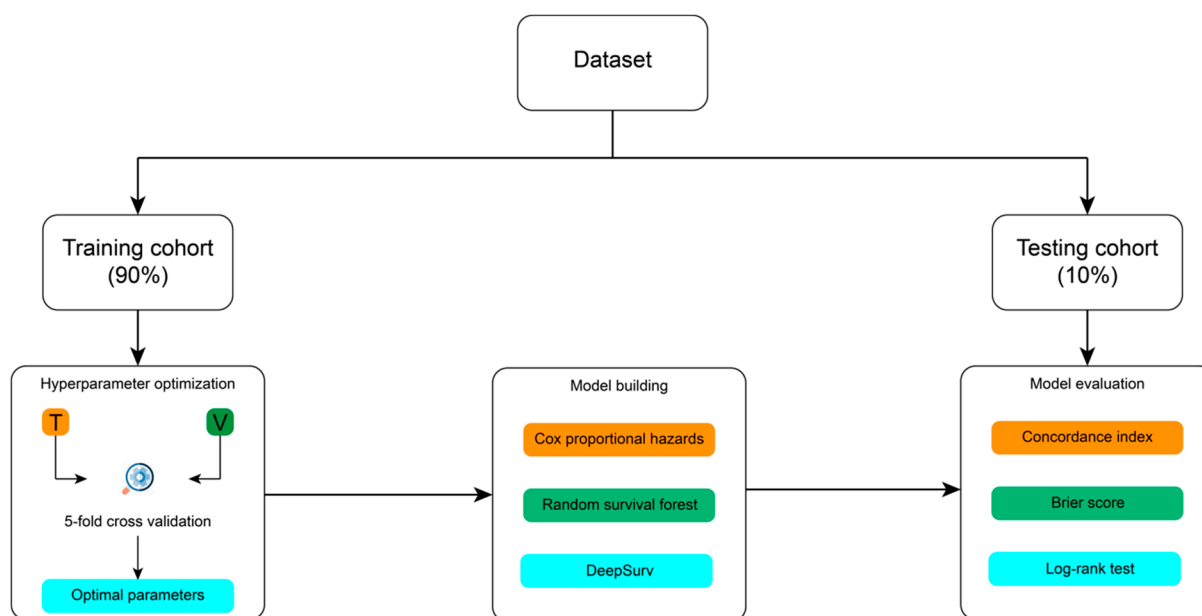 Dataset
Training cohort
(90%)
Testing cohort
(10%)
Hyperparameter optimization
T
V
5-fold cross validation
Optimal parameters
Model building
Cox proportional hazards
Random survival forest
DeepSurv
Model evaluation
Concordance index
Brier score
Log-rank test